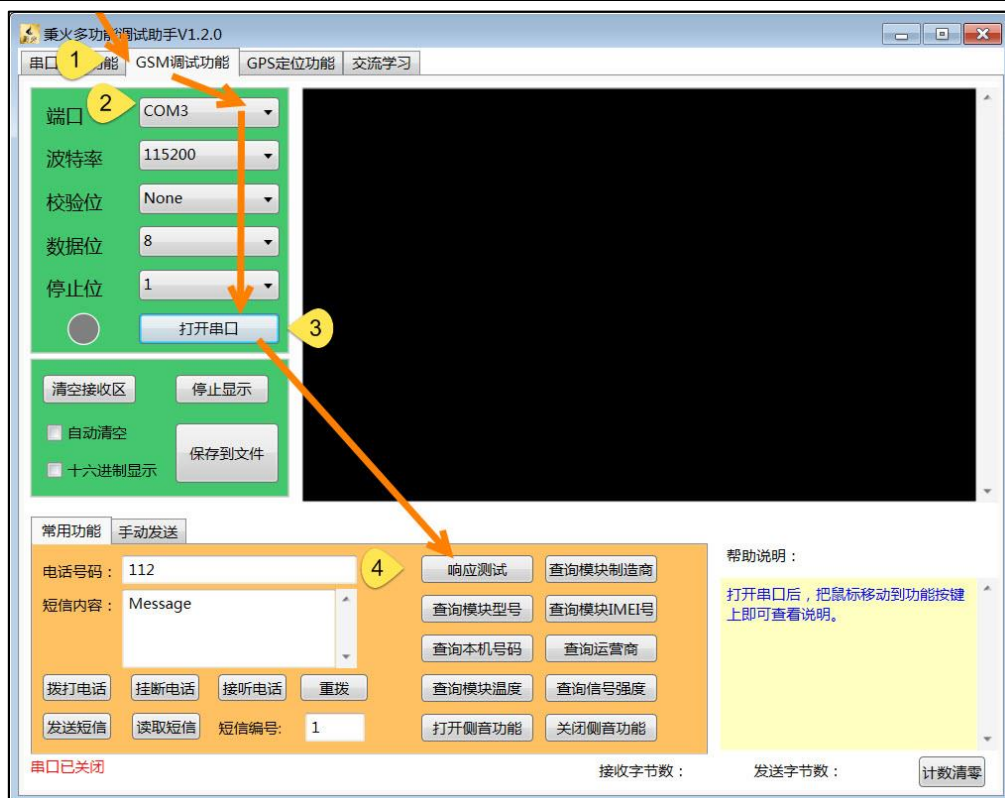 秉火多功能调试助手V1.2.0
串口 1 能 GSM调试功能 GPS定位功能 交流学习
端口 2 COM3
波特率 115200
校验位 None
数据位 8
停止位 1
打开串口 3
清空接收区 停止显示
自动清空
保存到文件
十六进制显示
常用功能 手动发送
电话号码： 112 4 响应测试 查询模块制造商
短信内容： Message 查询模块型号 查询模块IMEI号
查询本机号码 查询运营商
拨打电话 挂断电话 接听电话 重拨 查询模块温度 查询信号强度
发送短信 读取短信 短信编号: 1 打开侧音功能 关闭侧音功能
帮助说明：
打开串口后，把鼠标移动到功能按键
上即可查看说明。
串口已关闭 接收字节数： 发送字节数： 计数清零